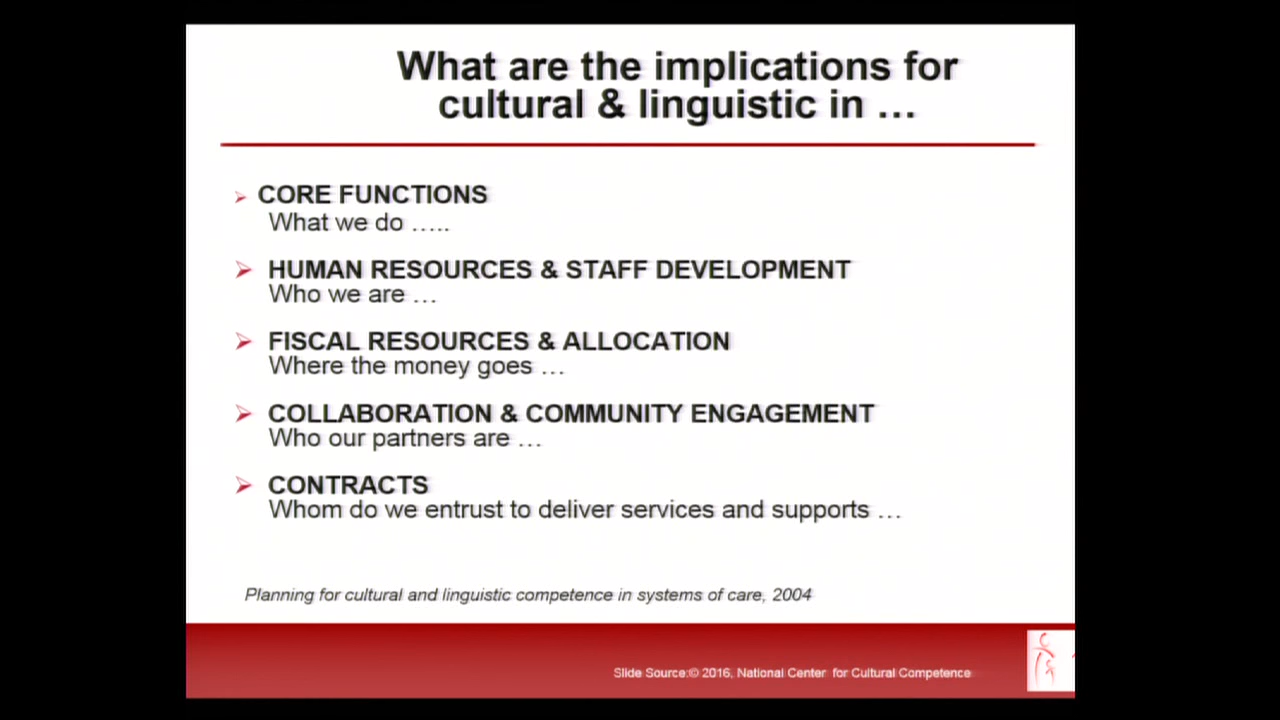 What are the implications for
cultural & linguistic in …
CORE FUNCTIONS
What we do …..
HUMAN RESOURCES & STAFF DEVELOPMENT
Who we are …
FISCAL RESOURCES & ALLOCATION
Where the money goes …
COLLABORATION & COMMUNITY ENGAGEMENT
Who our partners are …
CONTRACTS
Whom do we entrust to deliver services and supports …
Planning for cultural and linguistic competence in systems of care, 2004
Slide Source:© 2016, National Center for Cultural Competence